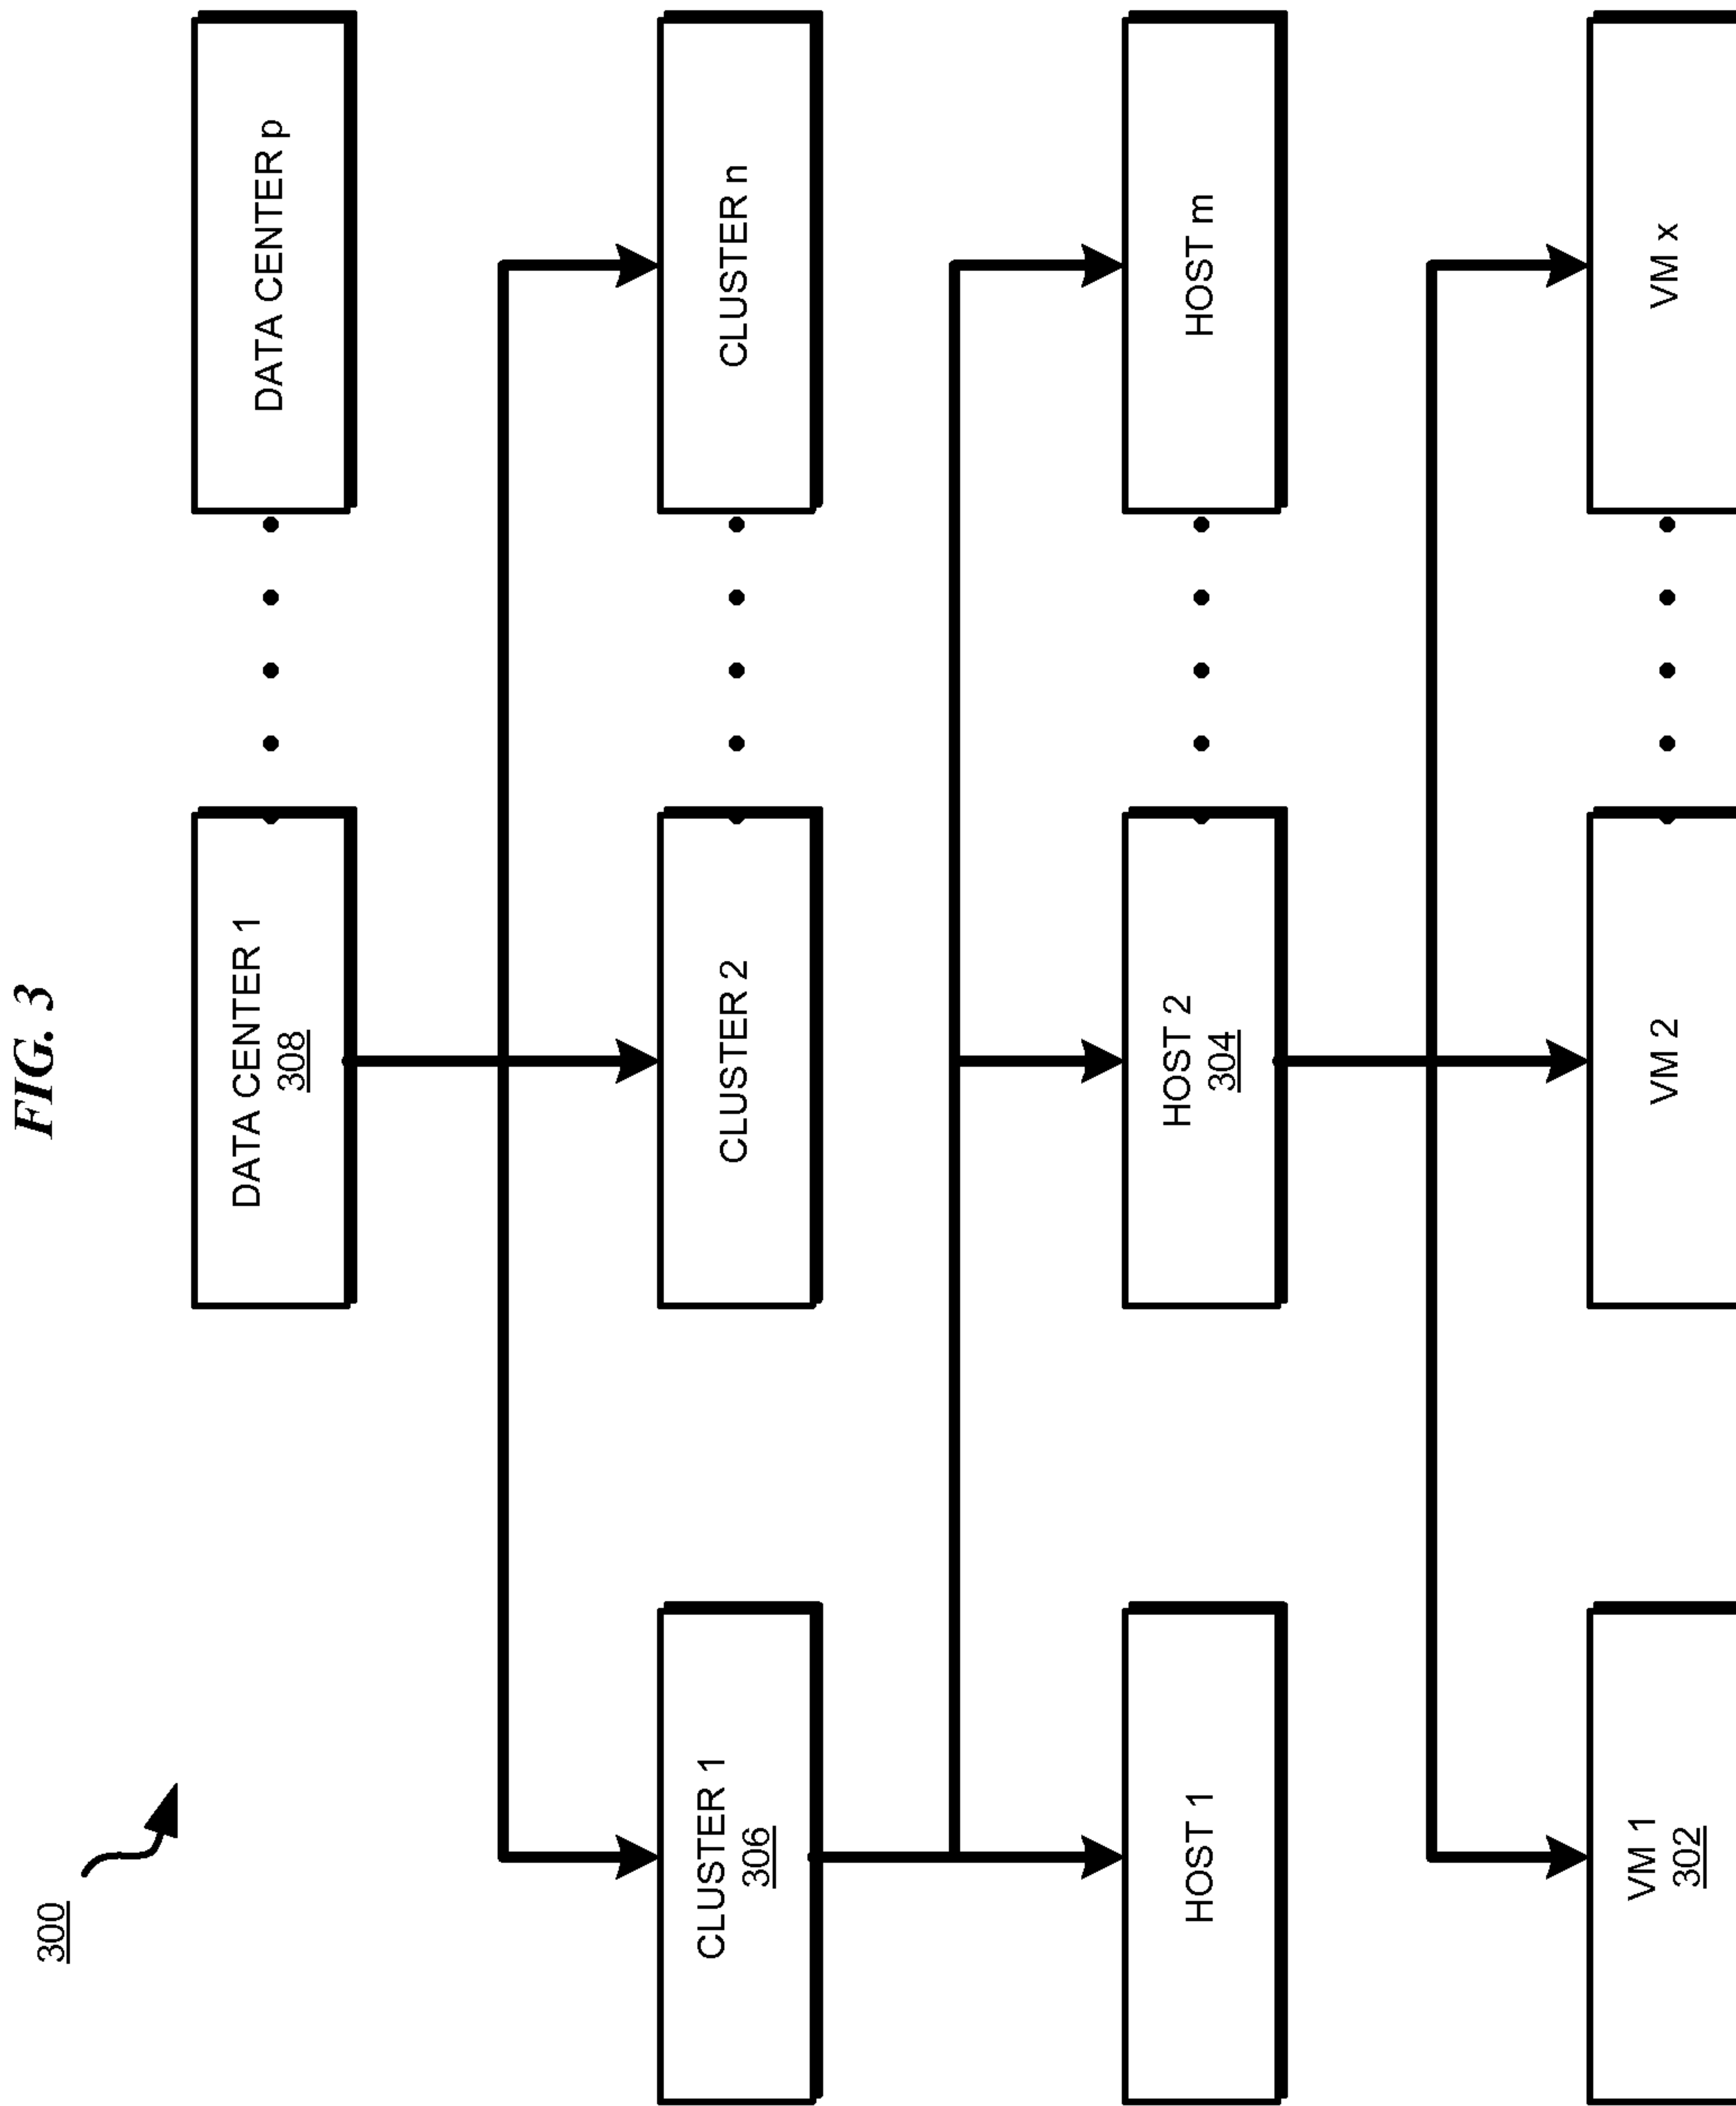 FIG. 3
300
DATA CENTER 1
308
DATA CENTER p
CLUSTER 1
306
CLUSTER 2
CLUSTER n
HOST 1
HOST 2
304
HOST m
VM 1
302
VM 2
VM x